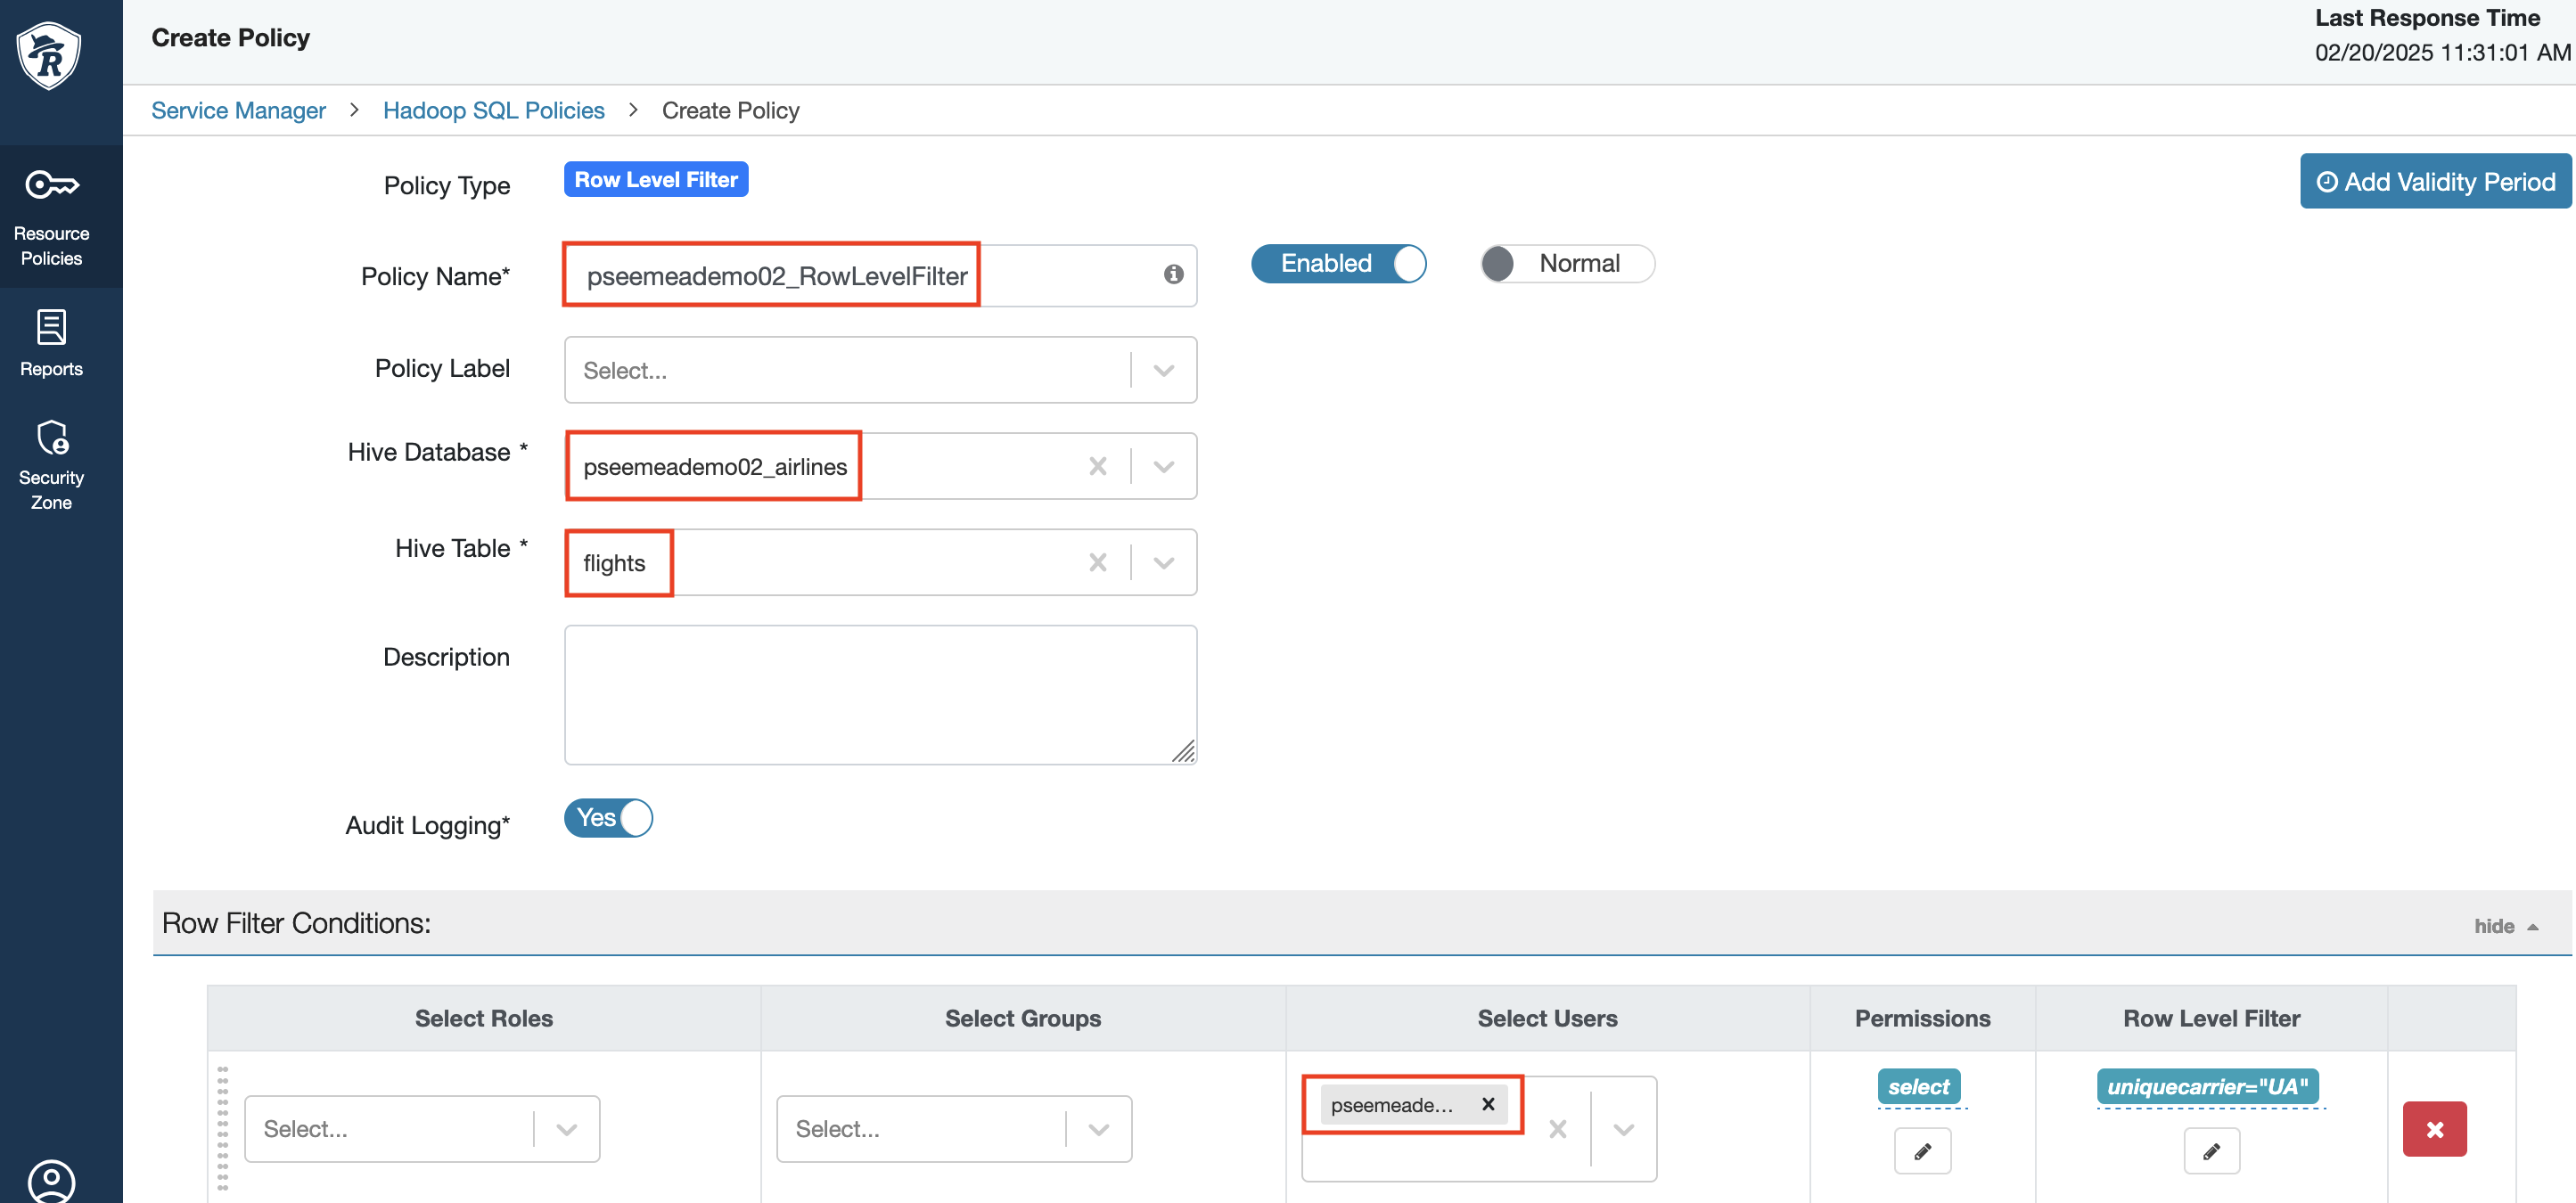 Create Policy
Last Response Time
02/20/2025 11:31:01 AM
Service Manager > Hadoop SQL Policies > Create Policy
Resource
Policies
Reports
Security
Zone
Policy Type
Row Level Filter
Add Validity Period
Policy Name*
pseemeademo02_RowLevelFilter
Enabled
Normal
Policy Label
Select...
Hive Database *
pseemeademo02_airlines
Hive Table *
flights
Description
Audit Logging*
Yes
Row Filter Conditions:
hide
Select Roles
Select Groups
Select Users
Permissions
Row Level Filter
Select...
Select...
pseemeade...
select
uniquecarrier="UA"